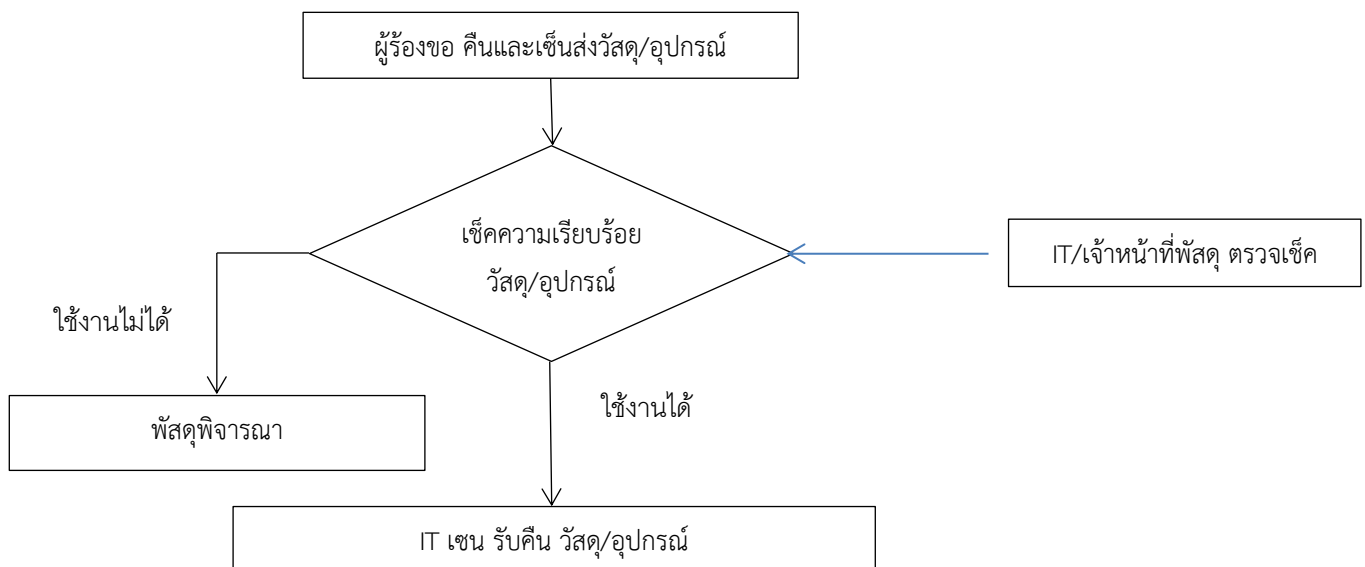 ผู้ร้องขอ คืนและเซ็นส่งวัสดุ/อุปกรณ์
เช็คความเรียบร้อย
วัสดุ/อุปกรณ์
IT/เจ้าหน้าที่พัสดุ ตรวจเช็ค
ใช้งานไม่ได้
ใช้งานได้
พัสดุพิจารณา
IT เซน รับคืน วัสดุ/อุปกรณ์